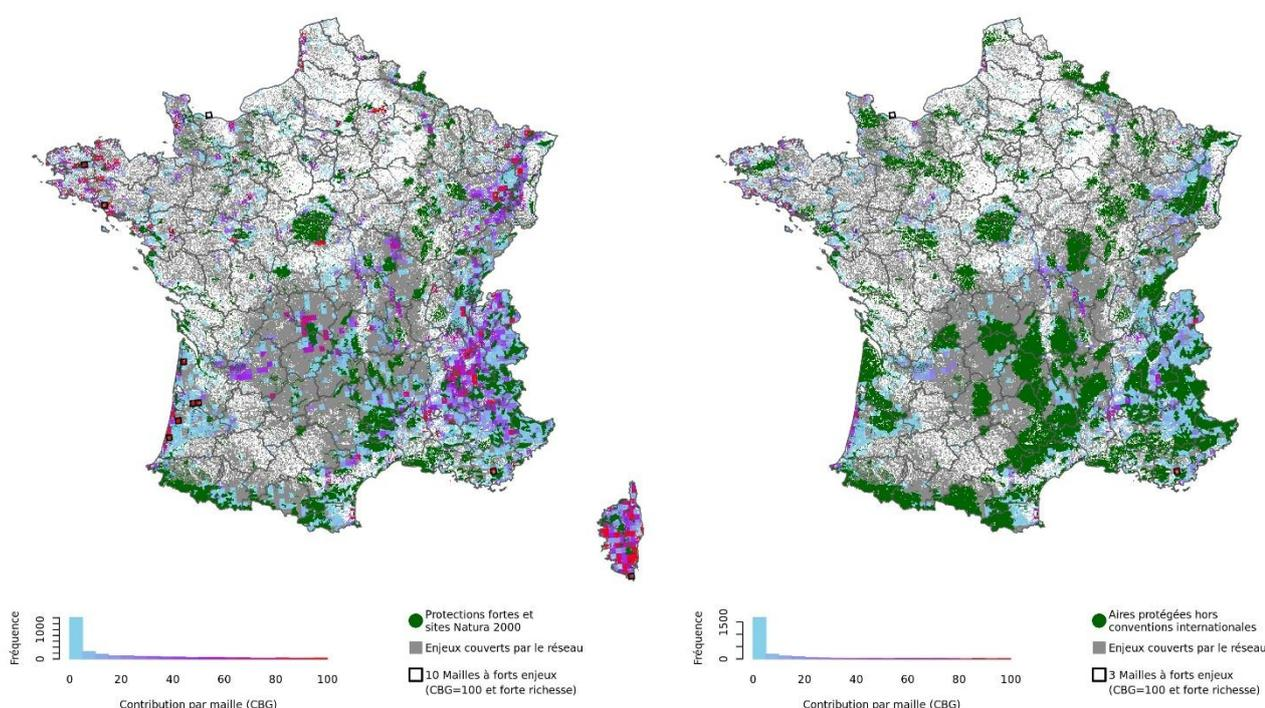 Fréquence
0 1000
0 20 40 60 80 100
Contribution par maille (CBG)
Protections fortes et
sites Natura 2000
Enjeux couverts par le réseau
10 Mailles à forts enjeux
(CBG=100 et forte richesse)
Fréquence
0 1500
0 20 40 60 80 100
Contribution par maille (CBG)
Aires protégées hors
conventions internationales
Enjeux couverts par le réseau
3 Mailles à forts enjeux
(CBG=100 et forte richesse)